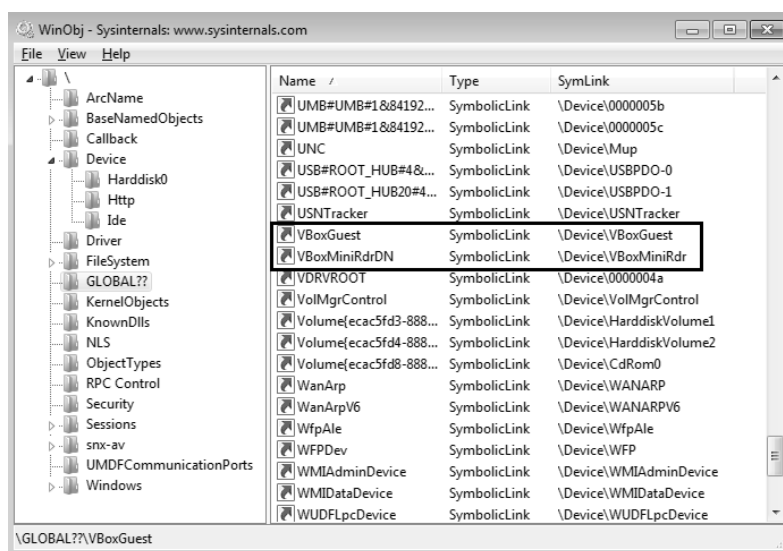 WinObj - Sysinternals: www.sysinternals.com
File View Help
\
ArcName
BaseNamedObjects
Callback
Device
Harddisk0
Http
Ide
Driver
FileSystem
GLOBAL??
KernelObjects
KnownDlls
NLS
ObjectTypes
RPC Control
Security
Sessions
snx-av
UMDFCommunicationPorts
Windows
Name / Type SymLink
UMB#UMB#1&84192... SymbolicLink \Device\0000005b
UMB#UMB#1&84192... SymbolicLink \Device\0000005c
UNC SymbolicLink \Device\Mup
USB#ROOT_HUB#4&... SymbolicLink \Device\USBPDO-0
USB#ROOT_HUB20#4... SymbolicLink \Device\USBPDO-1
USNTracker SymbolicLink \Device\USNTracker
VBoxGuest SymbolicLink \Device\VBoxGuest
VBoxMiniRdrDN SymbolicLink \Device\VBoxMiniRdr
VDRVROOT SymbolicLink \Device\0000004a
VolMgrControl SymbolicLink \Device\VolMgrControl
Volume{ecac5fd3-888... SymbolicLink \Device\HarddiskVolume1
Volume{ecac5fd4-888... SymbolicLink \Device\HarddiskVolume2
Volume{ecac5fd8-888... SymbolicLink \Device\CdRom0
WanArp SymbolicLink \Device\WANARP
WanArpV6 SymbolicLink \Device\WANARPV6
WfpAle SymbolicLink \Device\WfpAle
WFPDev SymbolicLink \Device\WFP
WMIAdminDevice SymbolicLink \Device\WMIAdminDevice
WMIDataDevice SymbolicLink \Device\WMIDataDevice
WUDFLpcDevice SymbolicLink \Device\WUDFLpcDevice
\GLOBAL??\VBoxGuest